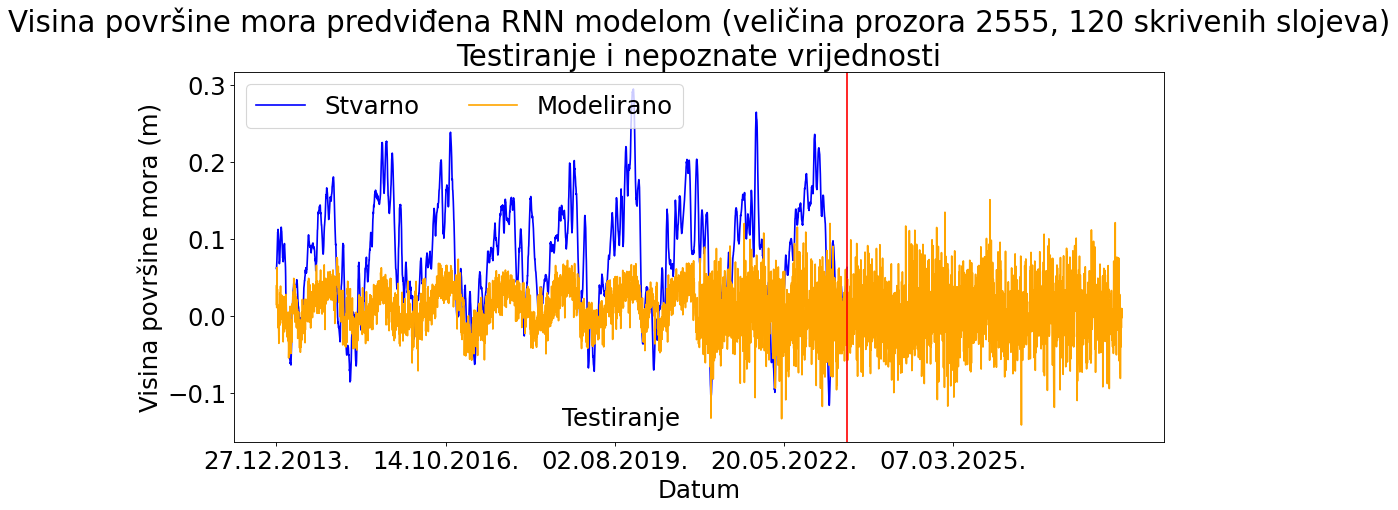 Visina površine mora predviđena RNN modelom (veličina prozora 2555, 120 skrivenih slojeva)
Testiranje i nepoznate vrijednosti
Stvarno Modelirano
Visina površine mora (m)
0.3
0.2
0.1
0.0
−0.1
Testiranje
27.12.2013. 14.10.2016. 02.08.2019. 20.05.2022. 07.03.2025.
Datum